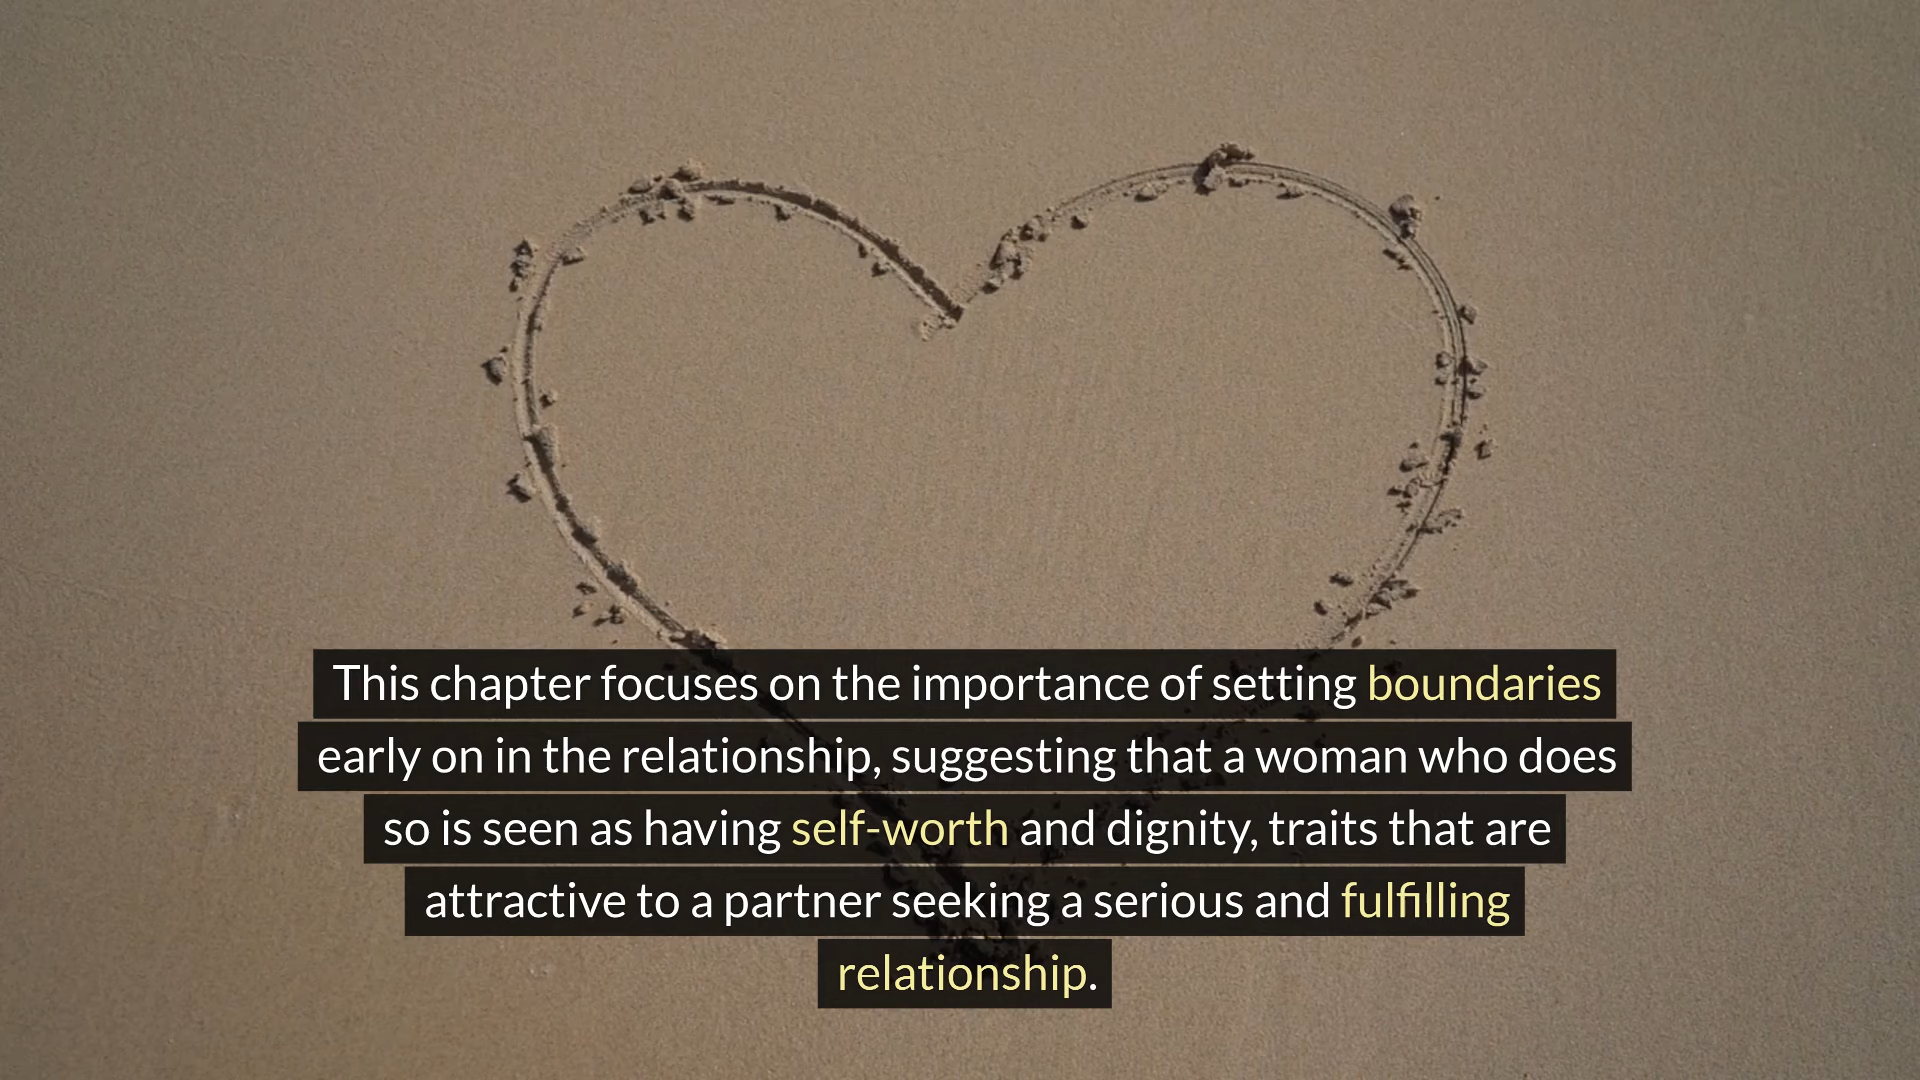 This chapter focuses on the importance of setting boundaries
early on in the relationship, suggesting that a woman who does
so is seen as having self-worth and dignity, traits that are
attractive to a partner seeking a serious and fulfilling
relationship.